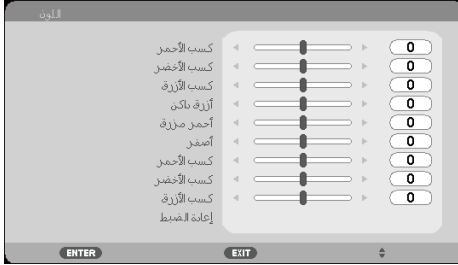 اللون
كسب الأحمر 0
كسب الأخضر 0
كسب الأزرق 0
أزرق داكن 0
أحمر مزرق 0
أصفر 0
كسب الأحمر 0
كسب الأخضر 0
كسب الأزرق 0
إعادة الضبط
ENTER EXIT